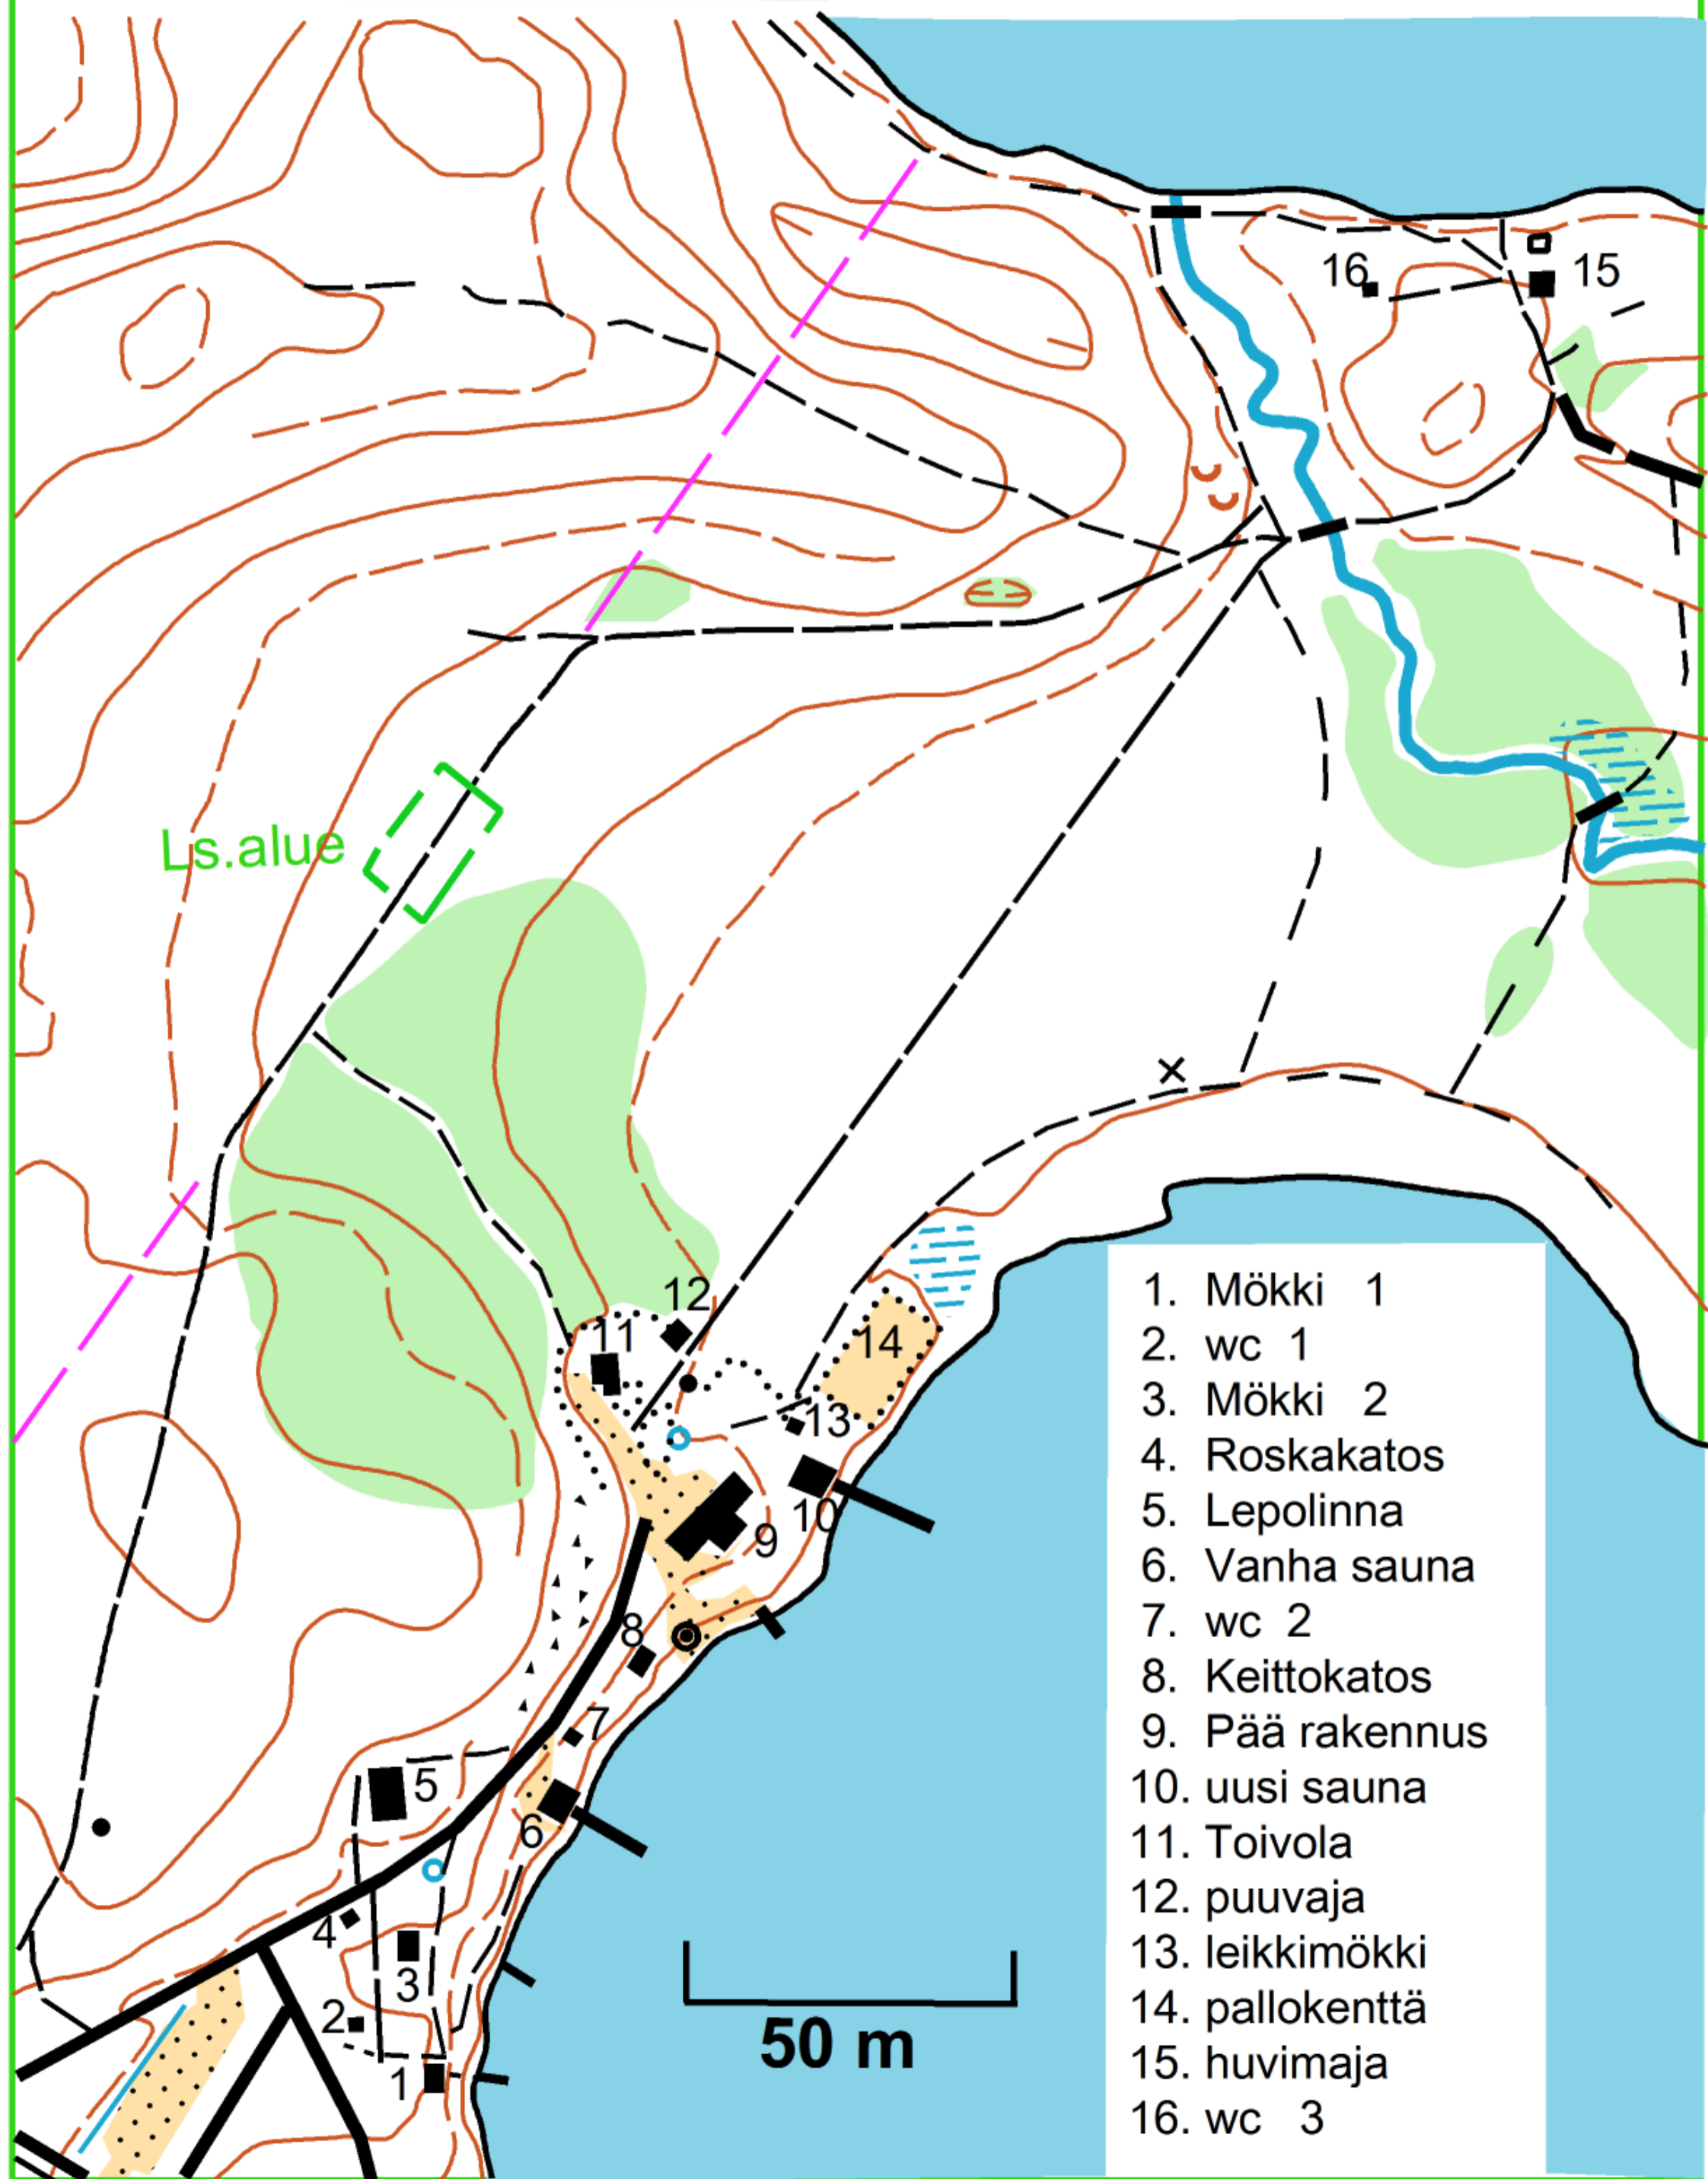 16
15
Ls.alue
12
11
14
13
10
9
8
7
5
6
4
3
2
1
50 m
1. Mökki 1
2. wc 1
3. Mökki 2
4. Roskakatos
5. Lepolinna
6. Vanha sauna
7. wc 2
8. Keittokatos
9. Pää rakennus
10. uusi sauna
11. Toivola
12. puuvaja
13. leikkimökki
14. pallokenttä
15. huvimaja
16. wc 3